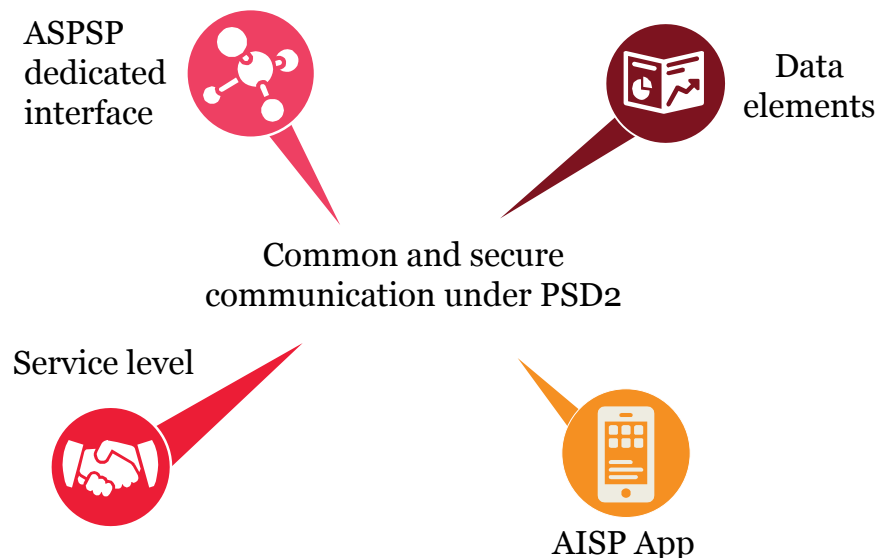 ASPSP
dedicated
interface
Data
elements
Common and secure
communication under PSD2
Service level
AISP App